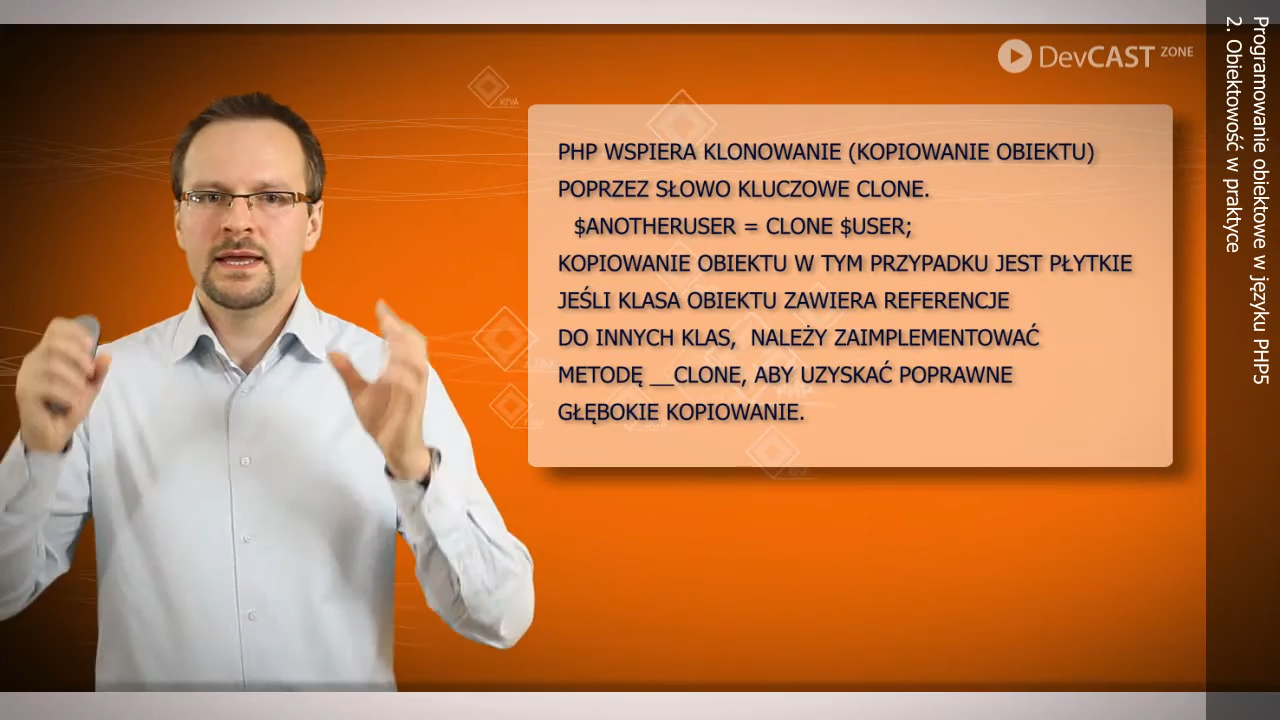 DevCAST ZONE
PHP WSPIERA KLONOWANIE (KOPIOWANIE OBIEKTU)
POPRZEZ SŁOWO KLUCZOWE CLONE.
$ANOTHERUSER = CLONE $USER;
KOPIOWANIE OBIEKTU W TYM PRZYPADKU JEST PŁYTKIE
JEŚLI KLASA OBIEKTU ZAWIERA REFERENCJE
DO INNYCH KLAS, NALEŻY ZAIMPLEMENTOWAĆ
METODĘ __CLONE, ABY UZYSKAĆ POPRAWNE
GŁĘBOKIE KOPIOWANIE.
Programowanie obiektowe w języku PHP5
2. Obiektowość w praktyce